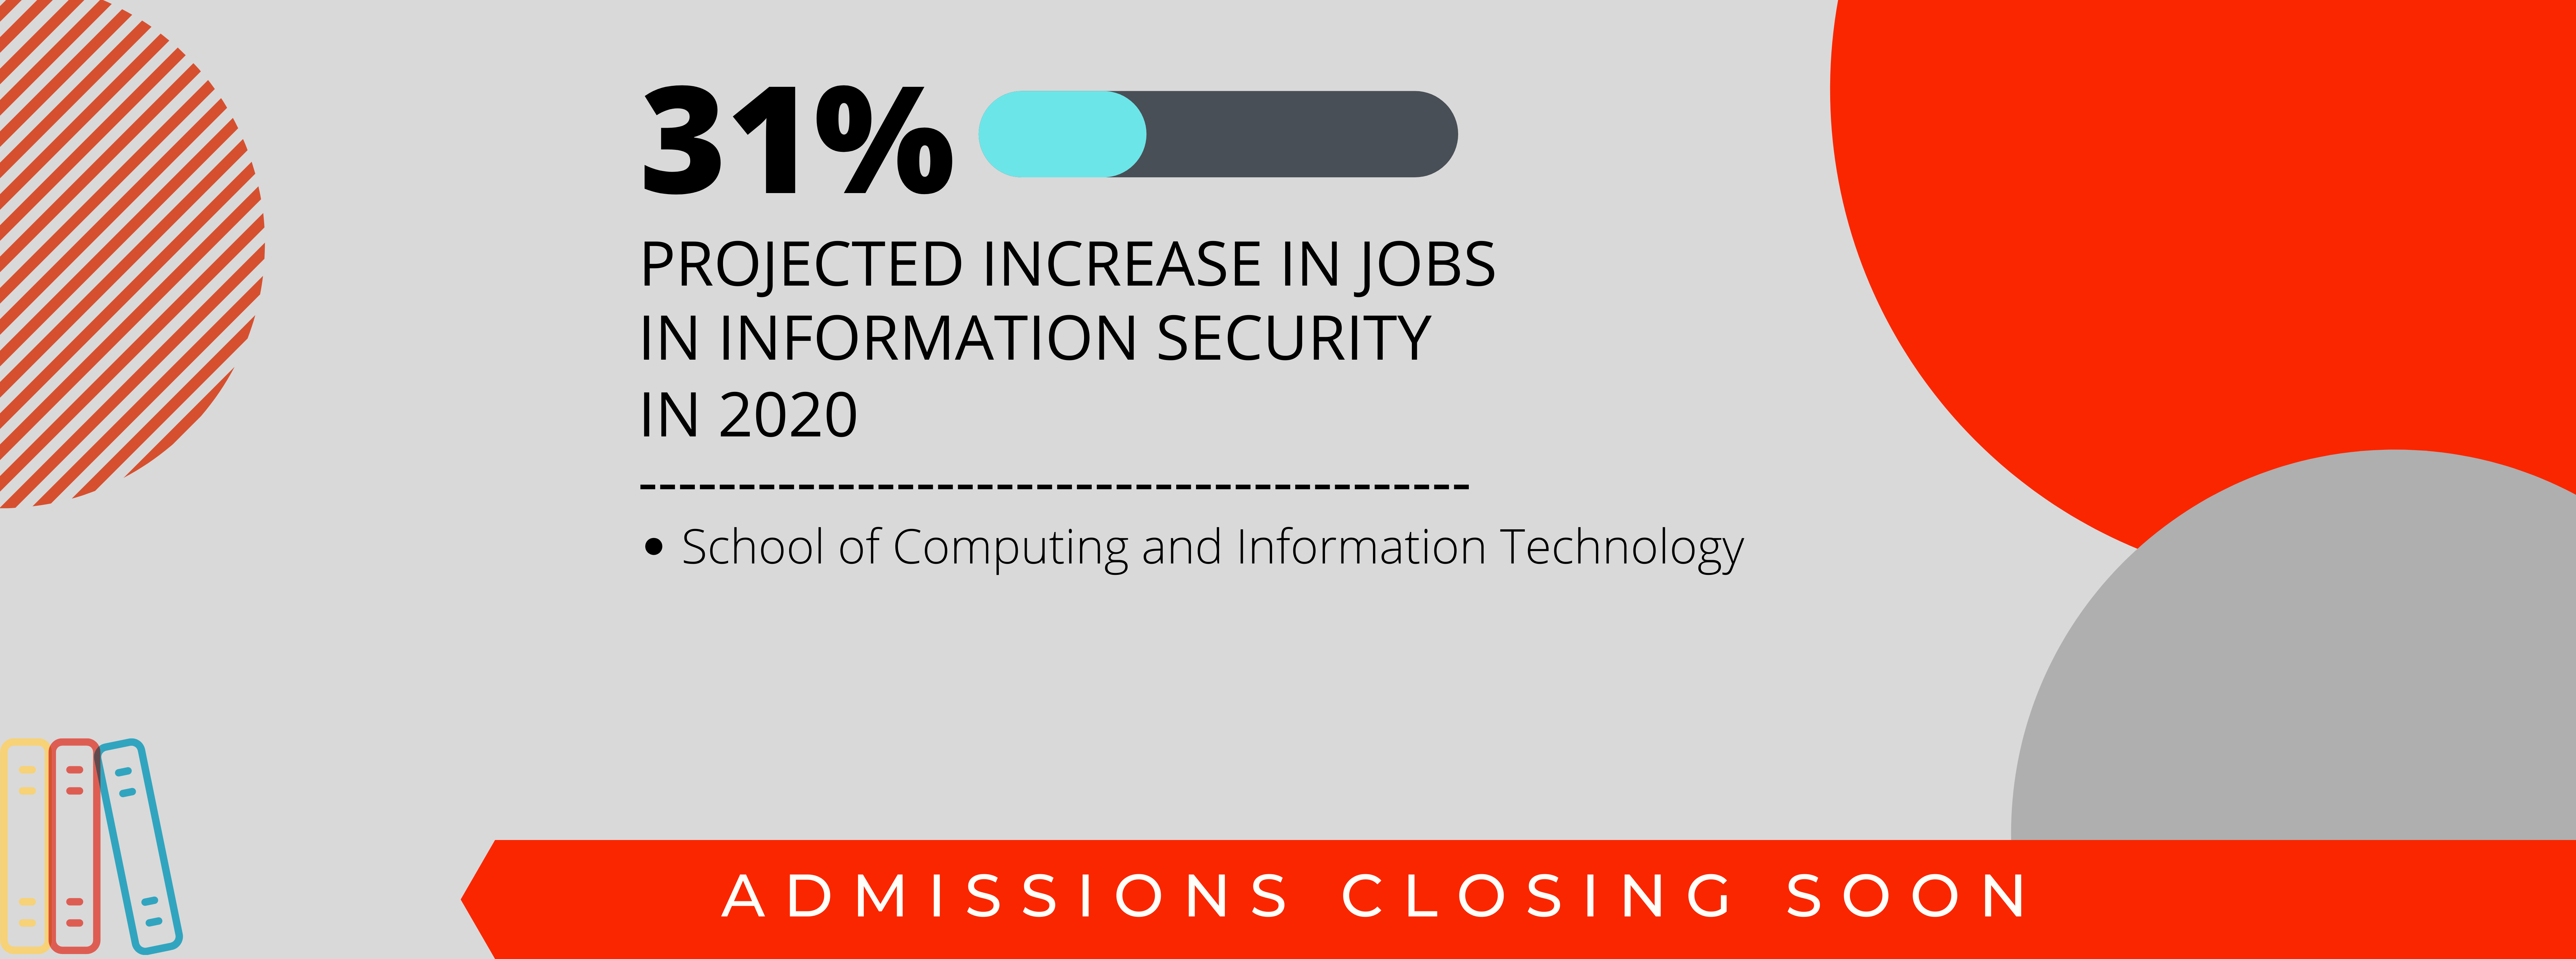 31%
PROJECTED INCREASE IN JOBS
IN INFORMATION SECURITY
IN 2020
• School of Computing and Information Technology
ADMISSIONS CLOSING SOON